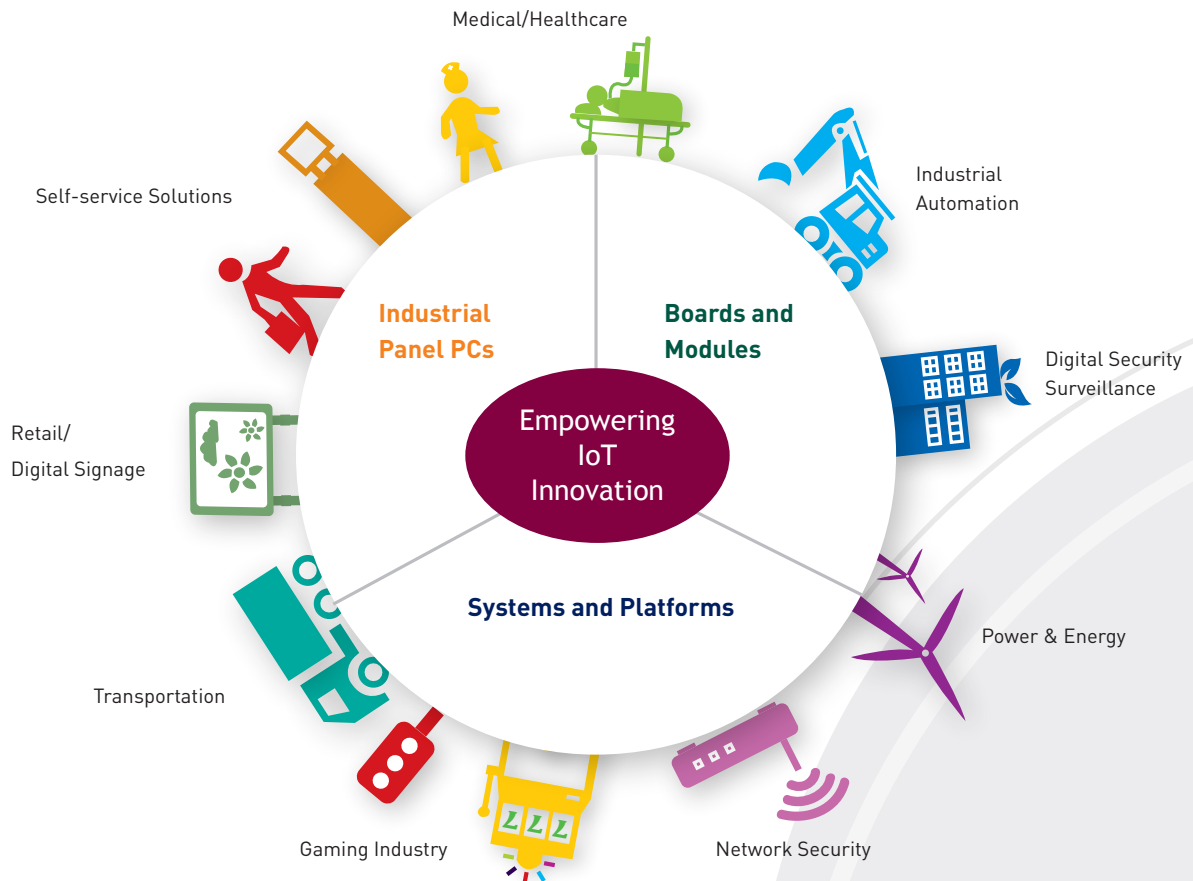 Medical/Healthcare
Self-service Solutions
Industrial
Automation
Industrial
Panel PCs
Boards and
Modules
Digital Security
Surveillance
Retail/
Digital Signage
Empowering
IoT
Innovation
Systems and Platforms
Power & Energy
Transportation
777
Gaming Industry
Network Security